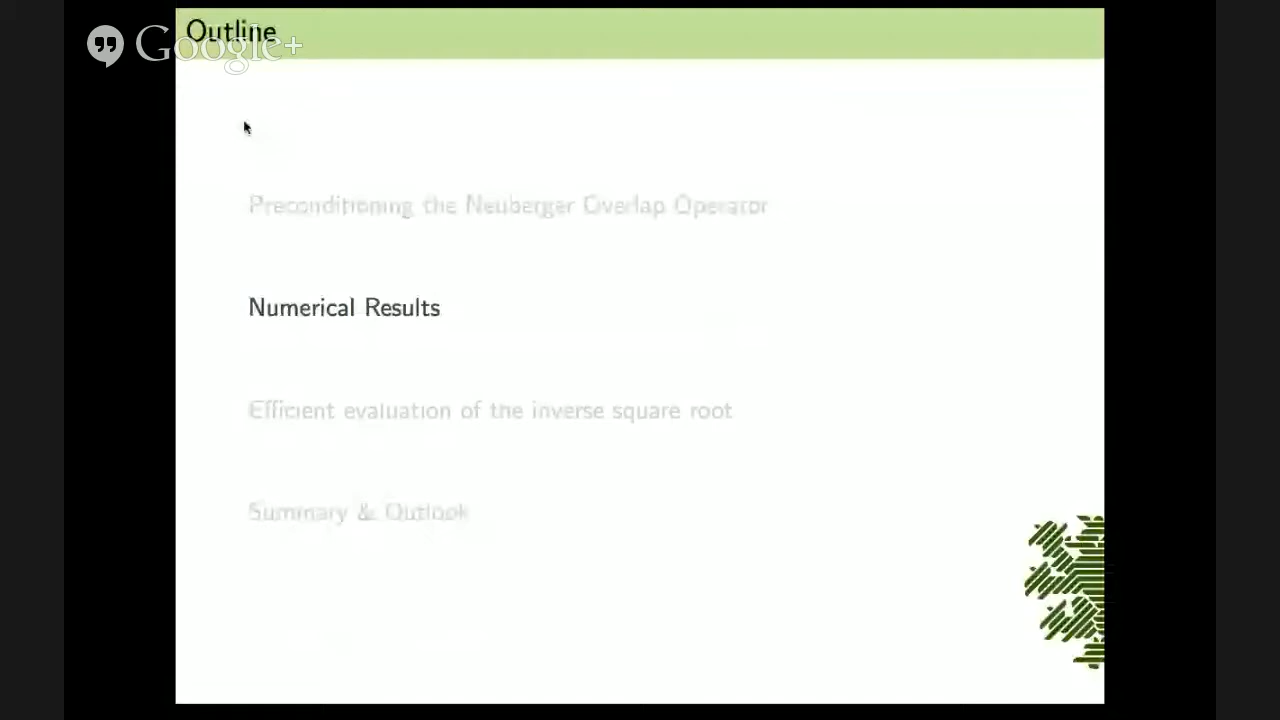 Outline
Google+
Preconditioning the Neuberger Overlap Operator
Numerical Results
Efficient evaluation of the inverse square root
Summary & Outlook